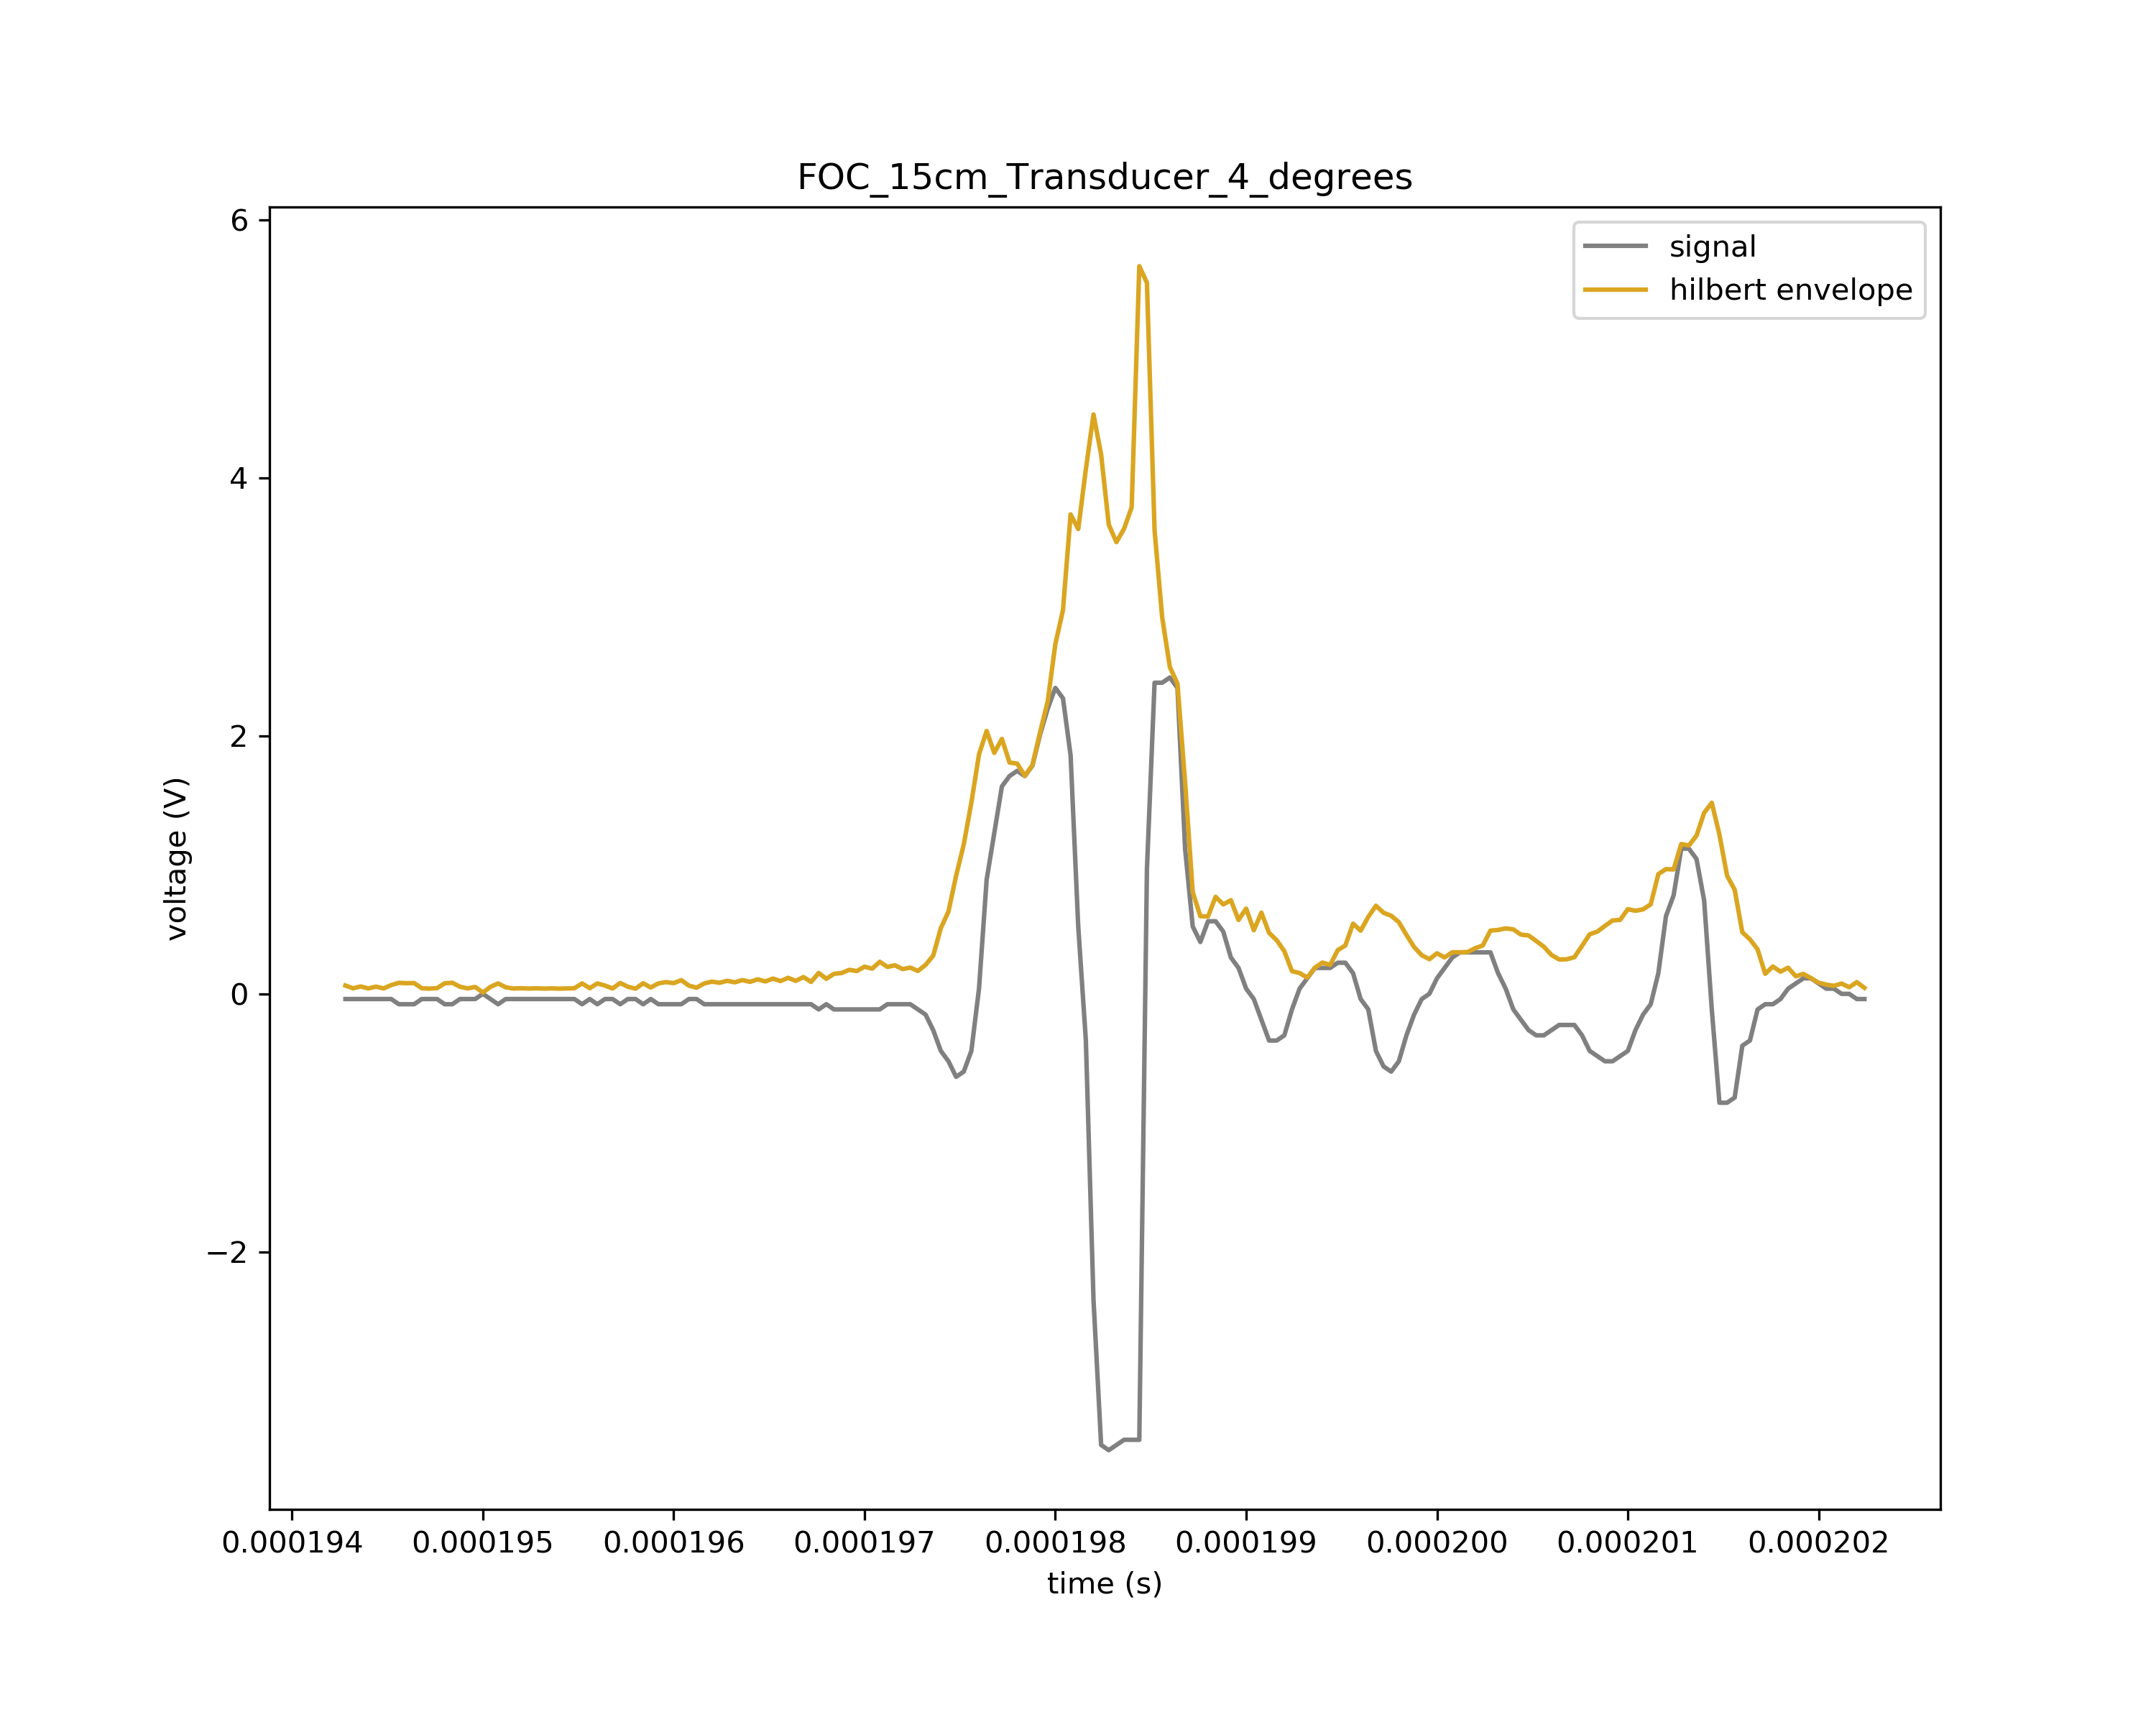 FOC_15cm_Transducer_4_degrees
signal
hilbert envelope
voltage (V)
6
4
2
0
−2
0.000194 0.000195 0.000196 0.000197 0.000198 0.000199 0.000200 0.000201 0.000202
time (s)